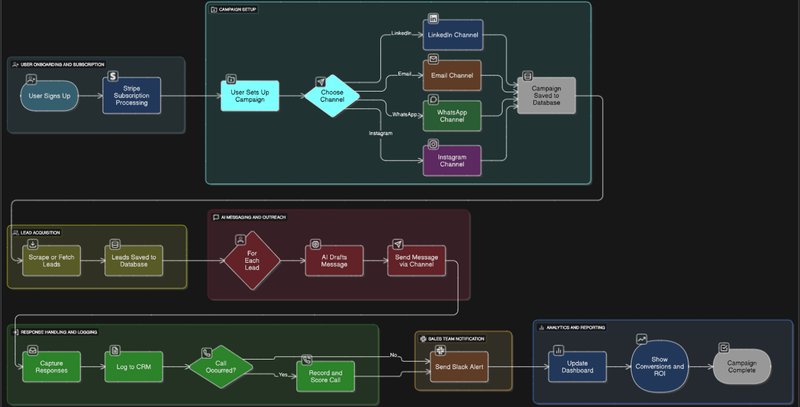 CAMPAIGN SETUP
LinkedIn
LinkedIn Channel
USER ONBOARDING AND SUBSCRIPTION
User Signs Up
S
Stripe
Subscription
Processing
User Sets Up
Campaign
Choose
Channel
Email
Email Channel
WhatsApp
WhatsApp
Channel
Instagram
Instagram
Channel
Campaign
Saved to
Database
LEAD ACQUISITION
Scrape or Fetch
Leads
Leads Saved to
Database
AI MESSAGING AND OUTREACH
For
Each
Lead
AI Drafts
Message
Send Message
via Channel
RESPONSE HANDLING AND LOGGING
Capture
Responses
Log to CRM
Call
Occurred?
No
Yes
Record and
Score Call
SALES TEAM NOTIFICATION
Send Slack Alert
ANALYTICS AND REPORTING
Update
Dashboard
Show
Conversions and
ROI
Campaign
Complete